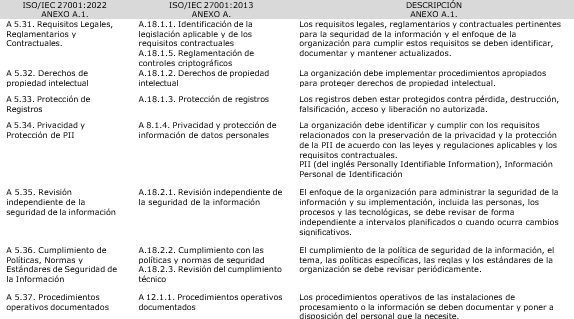 ISO/IEC 27001:2022
ANEXO A.1.
ISO/IEC 27001:2013
ANEXO A.
DESCRIPCIÓN
ANEXO A.1.
A 5.31. Requisitos Legales,
Reglamentarios y
Contractuales.
A.18.1.1. Identificación de la
legislación aplicable y de los
requisitos contractuales
A.18.1.5. Reglamentación de
controles criptográficos
Los requisitos legales, reglamentarios y contractuales pertinentes
para la seguridad de la información y el enfoque de la
organización para cumplir estos requisitos se deben identificar,
documentar y mantener actualizados.
A 5.32. Derechos de
propiedad intelectual
A.18.1.2. Derechos de propiedad
intelectual
La organización debe implementar procedimientos apropiados
para proteger derechos de propiedad intelectual.
A 5.33. Protección de
Registros
A.18.1.3. Protección de registros
Los registros deben estar protegidos contra pérdida, destrucción,
falsificación, acceso y liberación no autorizada.
A 5.34. Privacidad y
Protección de PII
A 8.1.4. Privacidad y protección de
información de datos personales
La organización debe identificar y cumplir con los requisitos
relacionados con la preservación de la privacidad y la protección
de la PII de acuerdo con las leyes y regulaciones aplicables y los
requisitos contractuales.
PII (del inglés Personally Identifiable Information), Información
Personal de Identificación
A 5.35. Revisión
independiente de la
seguridad de la información
A.18.2.1. Revisión independiente de
la seguridad de la información
El enfoque de la organización para administrar la seguridad de la
información y su implementación, incluida las personas, los
procesos y las tecnológicas, se debe revisar de forma
independiente a intervalos planificados o cuando ocurra cambios
significativos.
A 5.36. Cumplimiento de
Políticas, Normas y
Estándares de Seguridad de
la Información
A.18.2.2. Cumplimiento con las
políticas y normas de seguridad
A.18.2.3. Revisión del cumplimiento
técnico
El cumplimiento de la política de seguridad de la información, el
tema, las políticas específicas, las reglas y los estándares de la
organización se debe revisar periódicamente.
A 5.37. Procedimientos
operativos documentados
A 12.1.1. Procedimientos operativos
documentados
Los procedimientos operativos de las instalaciones de
procesamiento o la información se deben documentar y poner a
disposición del personal que la necesite.